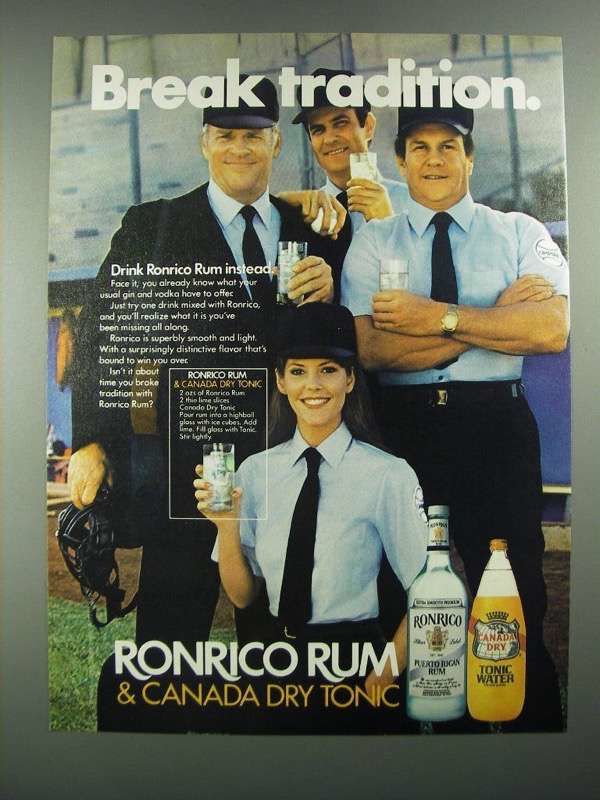 Break tradition.
Drink Ronrico Rum instead.
Face it, you already know what your
usual gin and vodka have to offer.
Just try one drink mixed with Ronrico,
and you'll realize what it is you've
been missing all along.
Ronrico is superbly smooth and light.
With a surprisingly distinctive flavor that's
bound to win you over.
Isn't it about
time you broke
tradition with
Ronrico Rum?
RONRICO RUM
& CANADA DRY TONIC
2 ozs of Ronrico Rum
2 thin lime slices
Canada Dry Tonic
Pour rum into a highball
glass with ice cubes. Add
lime. Fill glass with Tonic.
Stir lightly.
RONRICO
Silver Label
PUERTO RICAN
RUM
CANADA
DRY
TONIC
WATER
RONRICO RUM
& CANADA DRY TONIC